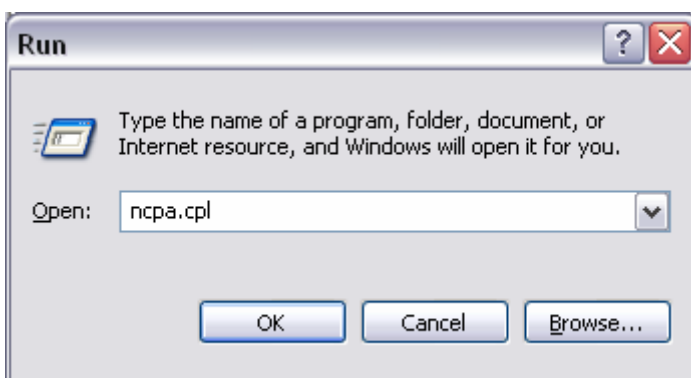 Run
Type the name of a program, folder, document, or
Internet resource, and Windows will open it for you.
Open: ncpa.cpl
OK Cancel Browse...